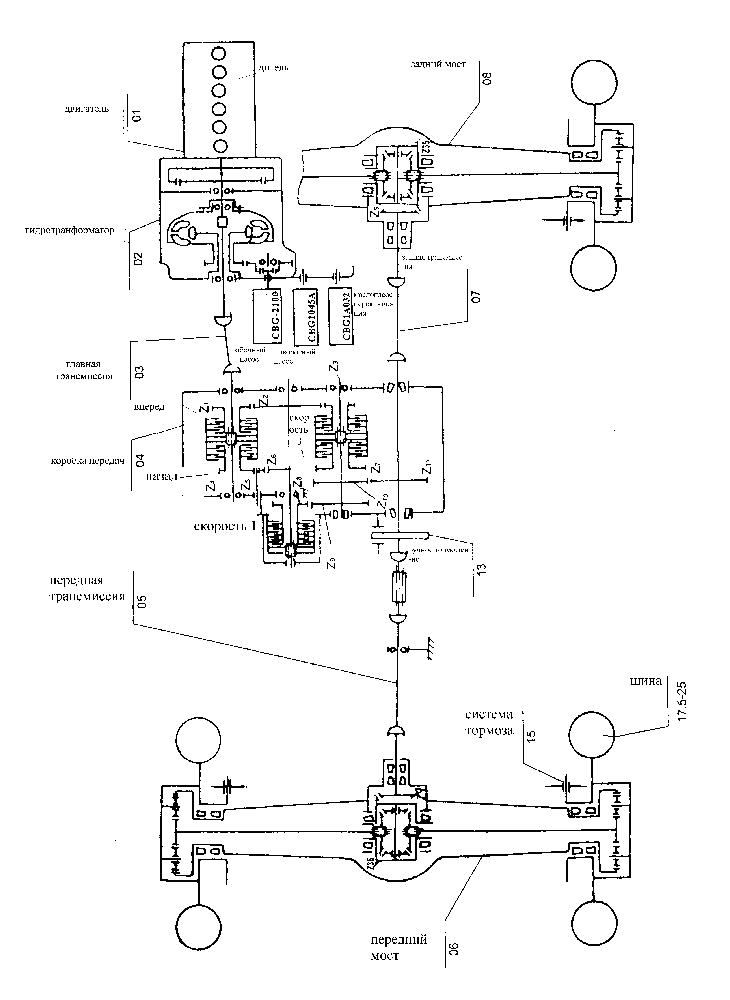 дитель
задний мост
08
двигатель
01
гидротранформатор
02
Z35
Z9
задняя трансмисс
-ия
07
CBG-2100
CBG1045A
CBG1A032
маслонасос
переключе-
ния
рабочный
насос
поворотный
насос
главная
трансмиссия
03
Z3
вперед
Z1
Z2
скор-
ость
3
2
коробка передач
04
назад
Z4
Z5
Z6
Z8
Z7
Z10
Z11
скорость 1
Z9
ручное торможен
-ие
13
передная
трансмиссия
05
шина
17.5-25
система
тормоза
15
Z36
передний
мост
06